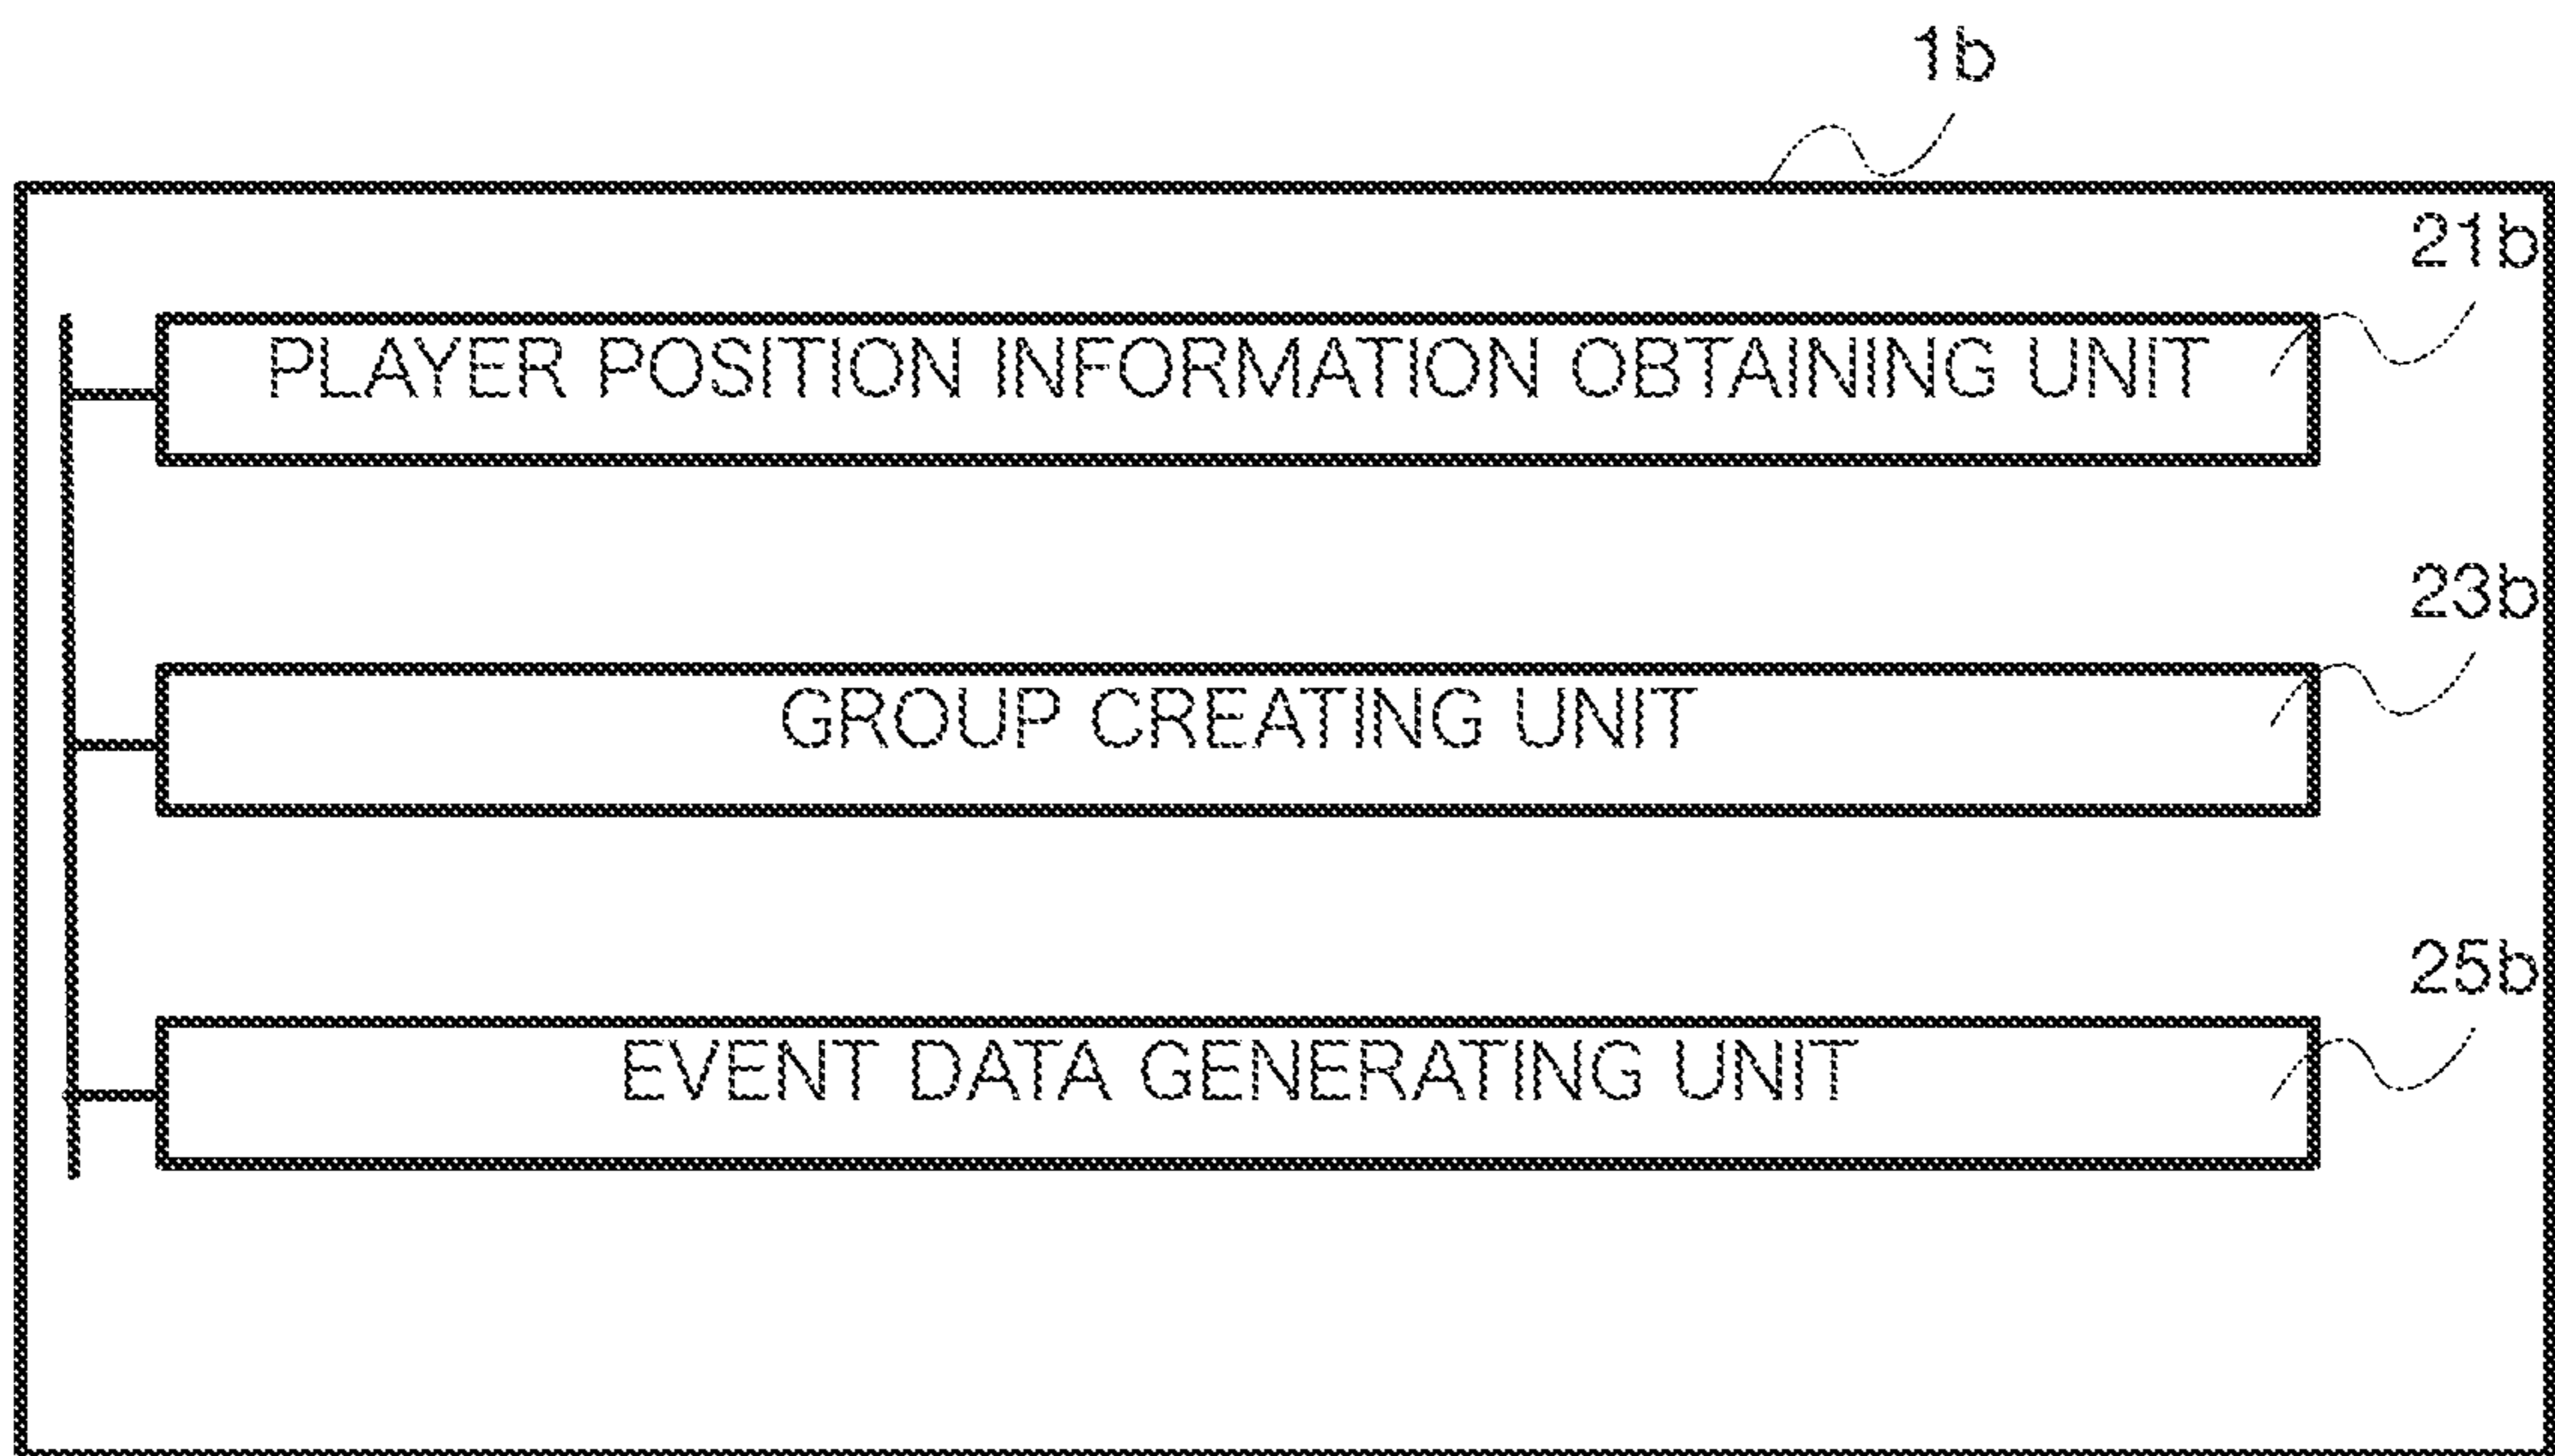 1b
21b
PLAYER POSITION INFORMATION OBTAINING UNIT
23b
GROUP CREATING UNIT
25b
EVENT DATA GENERATING UNIT